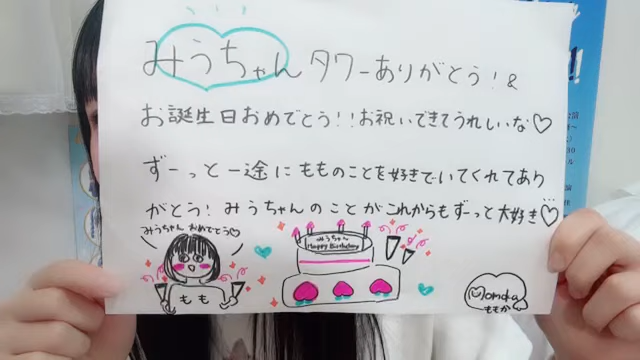 みうちゃん タワーありがとう！&
お誕生日おめでとう！！お祝いできてうれしいな♡
ずーっと一途にもものことを好きでいてくれてあり
がとう！みうちゃんのことがこれからもずーっと大好き♡
みうちゃん おめでとう♡
もも
みうちゃん
Happy Birthday
Momoka
ももか